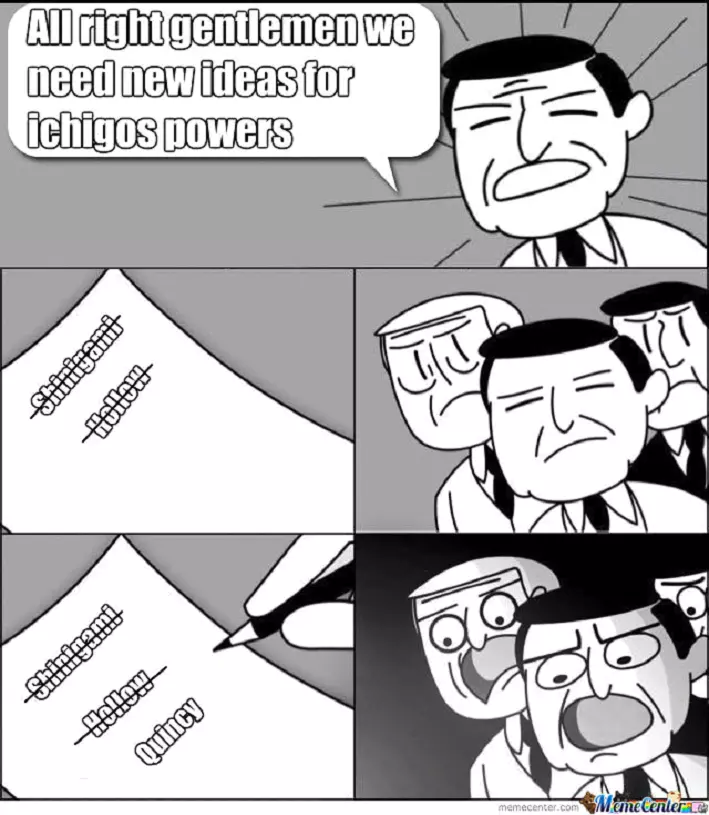 All right gentlemen we
need new ideas for
ichigos powers
Shinigami
Hollow
Shinigami
Hollow
Quincy
memecenter.com MemeCenter